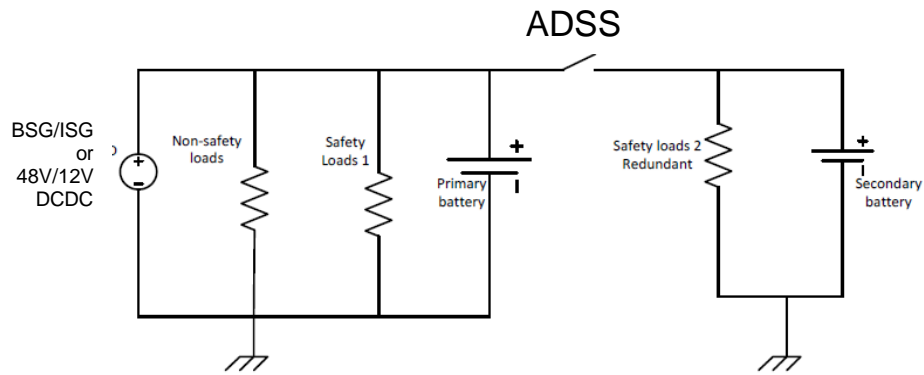 ADSS
BSG/ISG
or
48V/12V
DCDC
Non-safety
loads
Safety
Loads 1
Primary
battery
Safety loads 2
Redundant
Secondary
battery